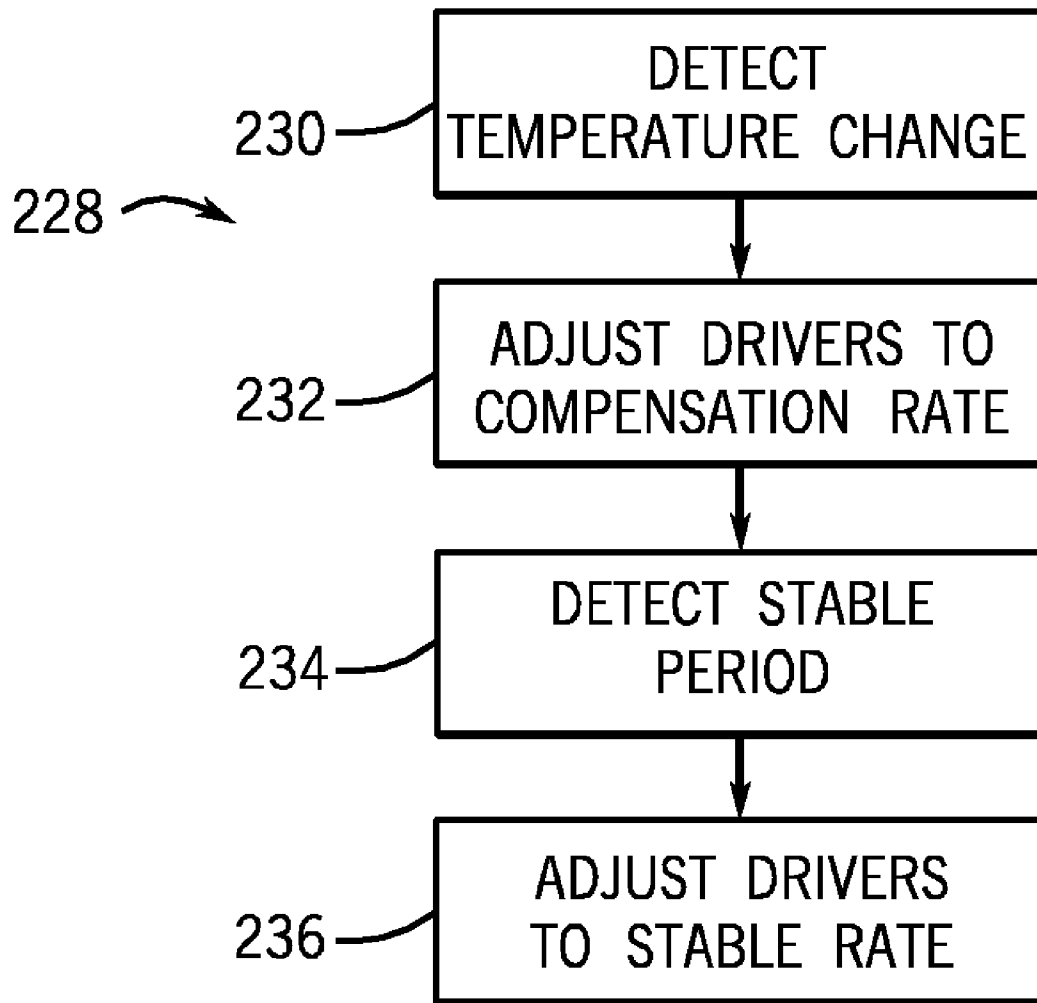 DETECT
TEMPERATURE CHANGE
230
228
ADJUST DRIVERS TO
COMPENSATION RATE
232
DETECT STABLE
PERIOD
234
ADJUST DRIVERS
TO STABLE RATE
236